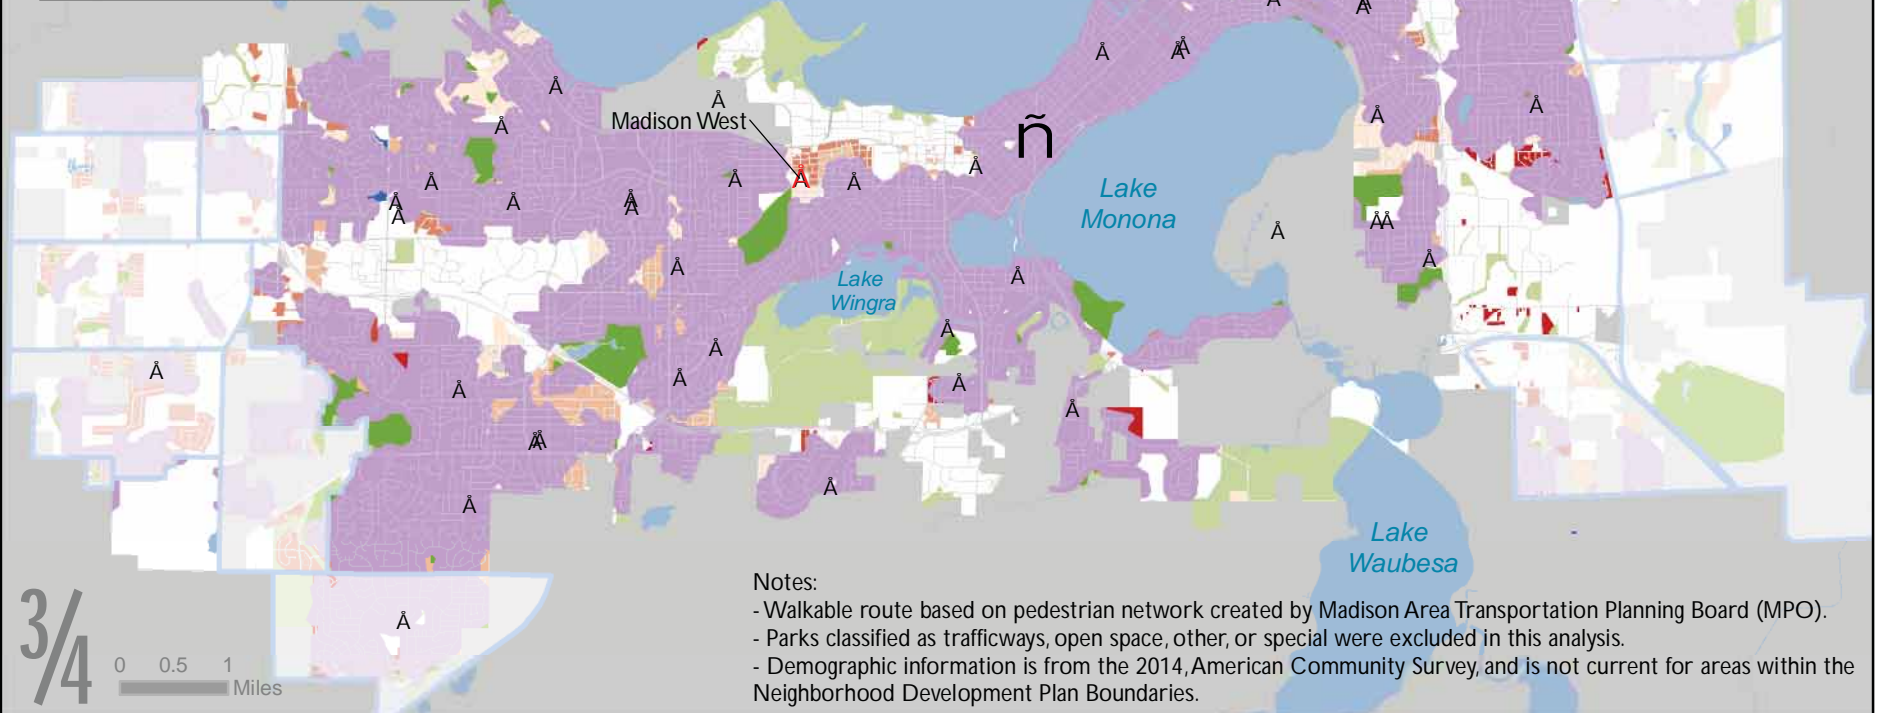 Madison West
ñ
Lake
Monona
Lake
Wingra
Lake
Waubesa
Notes:
- Walkable route based on pedestrian network created by Madison Area Transportation Planning Board (MPO).
- Parks classified as trafficways, open space, other, or special were excluded in this analysis.
- Demographic information is from the 2014, American Community Survey, and is not current for areas within the
Neighborhood Development Plan Boundaries.
3/4
0 0.5 1
Miles